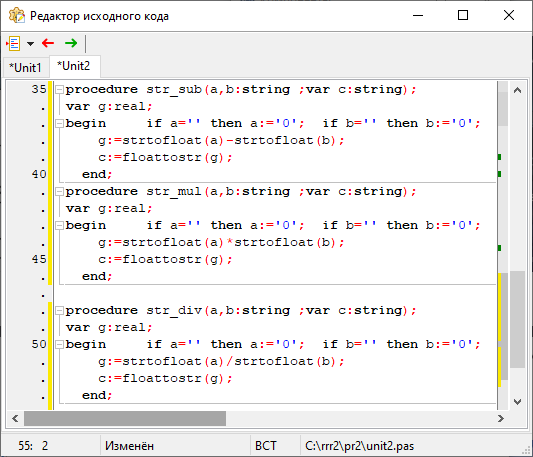 Редактор исходного кода
*Unit1 *Unit2
35 procedure str_sub(a,b:string ;var c:string);
. var g:real;
. begin     if a='' then a:='0';  if b='' then b:='0';
.     g:=strtofloat(a)-strtofloat(b);
.     c:=floattostr(g);
40   end;
. procedure str_mul(a,b:string ;var c:string);
. var g:real;
. begin     if a='' then a:='0';  if b='' then b:='0';
.     g:=strtofloat(a)*strtofloat(b);
45     c:=floattostr(g);
.   end;
.
. procedure str_div(a,b:string ;var c:string);
. var g:real;
50 begin     if a='' then a:='0';  if b='' then b:='0';
.     g:=strtofloat(a)/strtofloat(b);
.     c:=floattostr(g);
.   end;
55: 2 Изменён ВСТ C:\rrr2\pr2\unit2.pas